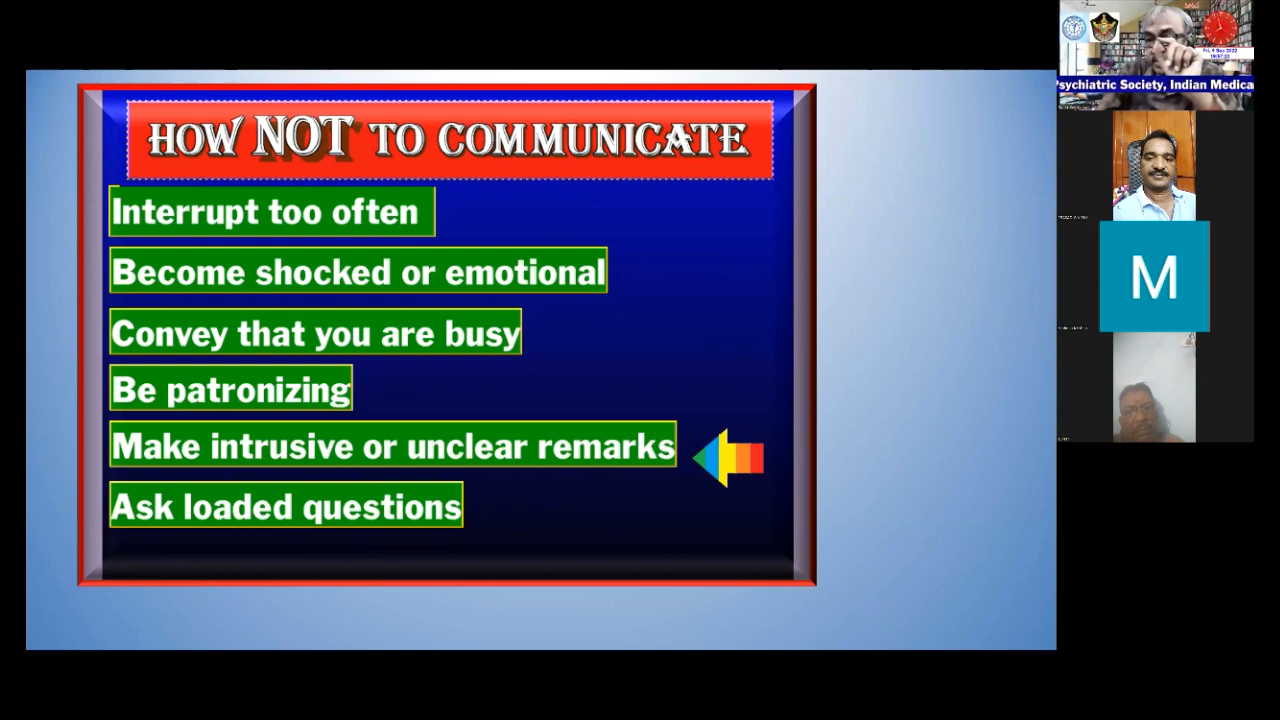 HOW NOT TO COMMUNICATE
Interrupt too often
Become shocked or emotional
Convey that you are busy
Be patronizing
Make intrusive or unclear remarks
Ask loaded questions
Psychiatric Society, Indian Medica
M